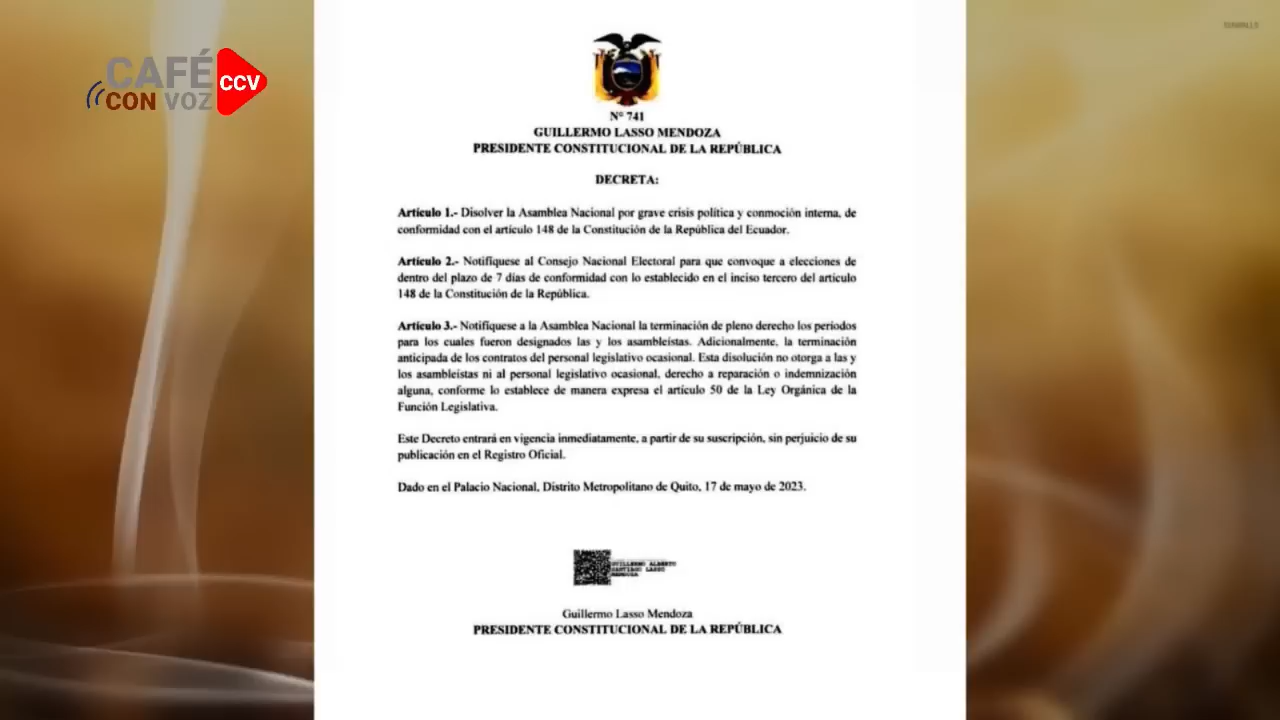 CAFÉ
CON VOZ
CCV
N° 741
GUILLERMO LASSO MENDOZA
PRESIDENTE CONSTITUCIONAL DE LA REPÚBLICA
DECRETA:
Artículo 1.- Disolver la Asamblea Nacional por grave crisis política y conmoción interna, de
conformidad con el artículo 148 de la Constitución de la República del Ecuador.
Artículo 2.- Notifíquese al Consejo Nacional Electoral para que convoque a elecciones de
dentro del plazo de 7 días de conformidad con lo establecido en el inciso tercero del artículo
148 de la Constitución de la República.
Artículo 3.- Notifíquese a la Asamblea Nacional la terminación de pleno derecho los periodos
para los cuales fueron designados las y los asambleístas. Adicionalmente, la terminación
anticipada de los contratos del personal legislativo ocasional. Esta disolución no otorga a las y
los asambleístas ni al personal legislativo ocasional, derecho a reparación o indemnización
alguna, conforme lo establece de manera expresa el artículo 50 de la Ley Orgánica de la
Función Legislativa.
Este Decreto entrará en vigencia inmediatamente, a partir de su suscripción, sin perjuicio de su
publicación en el Registro Oficial.
Dado en el Palacio Nacional, Distrito Metropolitano de Quito, 17 de mayo de 2023.
GUILLERMO ALBERTO
SANTIAGO LASSO
MENDOZA
Guillermo Lasso Mendoza
PRESIDENTE CONSTITUCIONAL DE LA REPÚBLICA